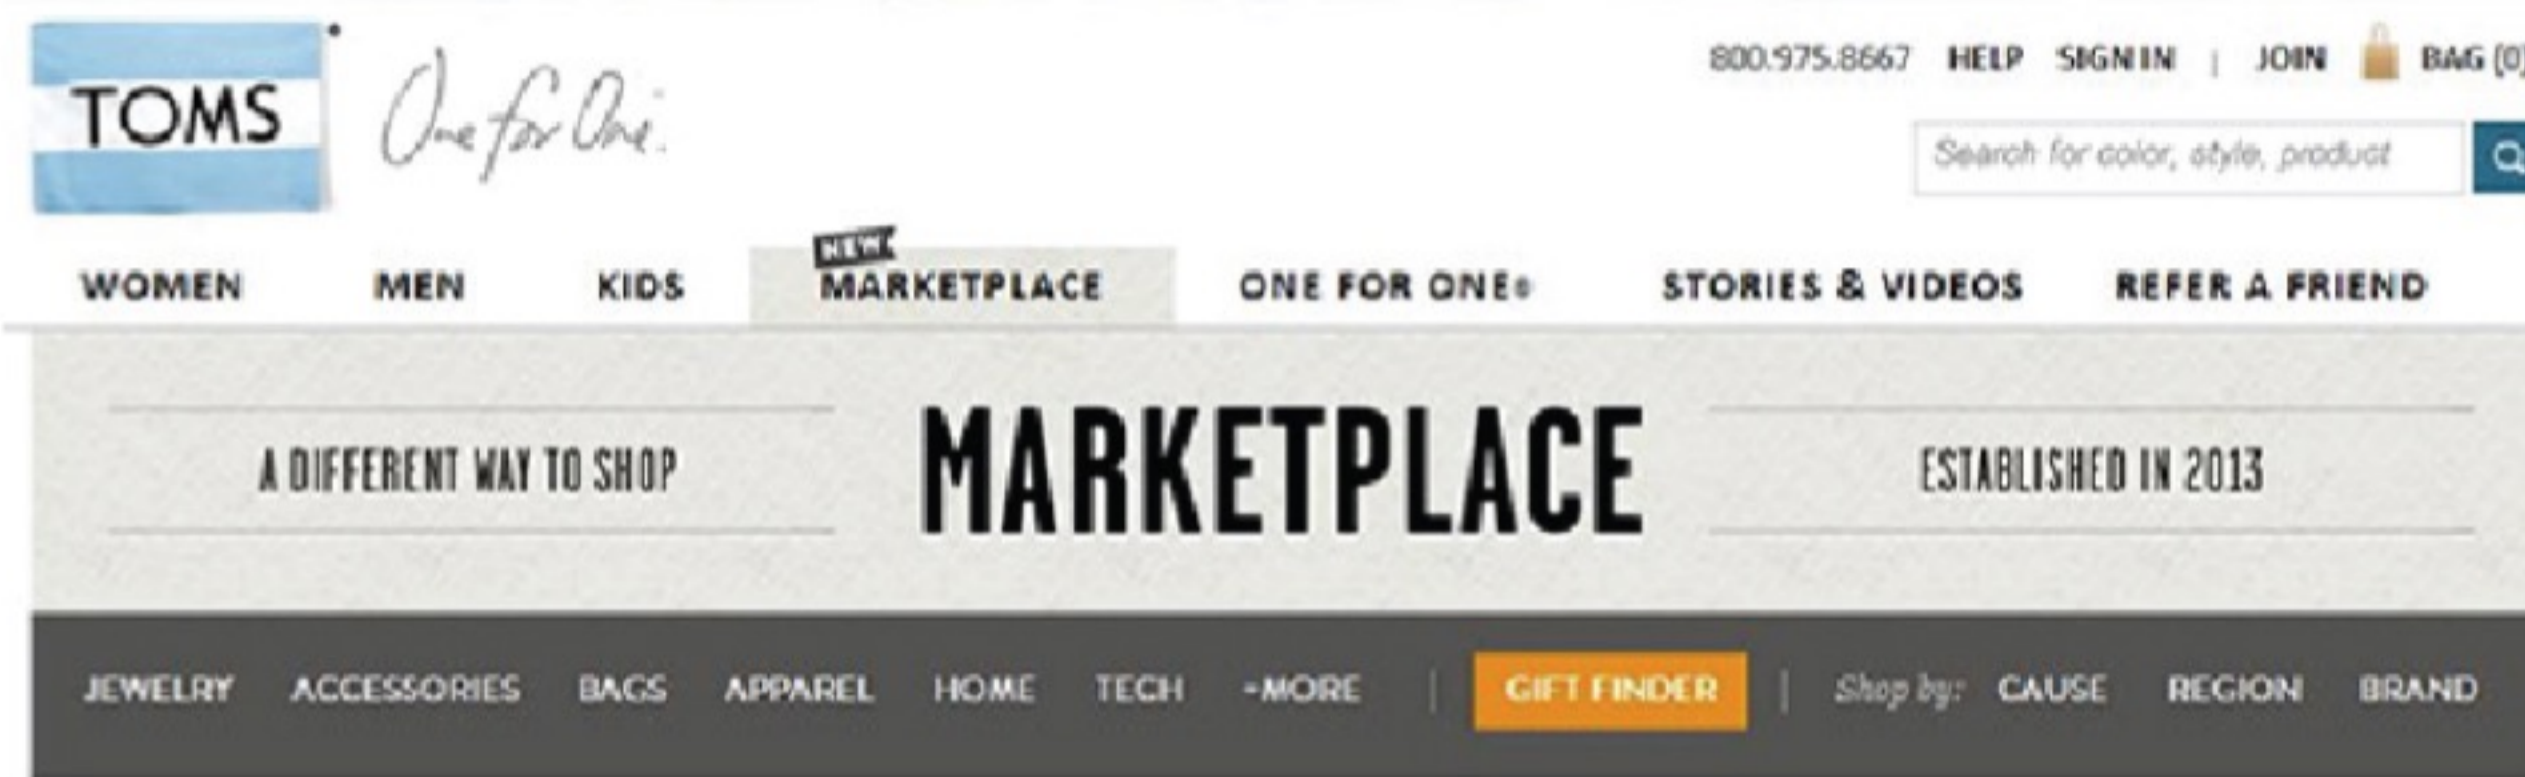 TOMS
One for One.
800.975.8667 HELP SIGN IN | JOIN BAG (0)
Search for color, style, product
NEW
WOMEN MEN KIDS MARKETPLACE ONE FOR ONE® STORIES & VIDEOS REFER A FRIEND
A DIFFERENT WAY TO SHOP MARKETPLACE ESTABLISHED IN 2013
JEWELRY ACCESSORIES BAGS APPAREL HOME TECH +MORE | GIFT FINDER | Shop by: CAUSE REGION BRAND